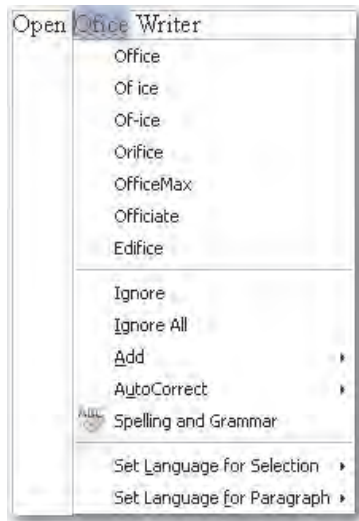 Open Ofice Writer
Office
Of ice
Of-ice
Orifice
OfficeMax
Officiate
Edifice
Ignore
Ignore All
Add
AutoCorrect
Spelling and Grammar
Set Language for Selection
Set Language for Paragraph